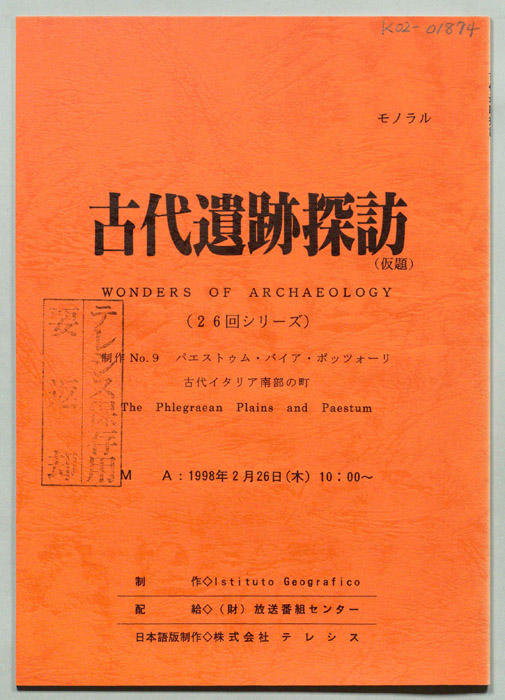 K02-01874
モノラル
古代遺跡探訪
（仮題）
WONDERS OF ARCHAEOLOGY
（26回シリーズ）
制作No.9 パエストゥム・バイア・ポッツォーリ
古代イタリア南部の町
The Phlegraean Plains and Paestum
M A：1998年2月26日(木) 10：00～
テレシス保存用
要返却
制 作◇Istituto Geografico
配 給◇（財）放送番組センター
日本語版制作◇株式会社 テレシス